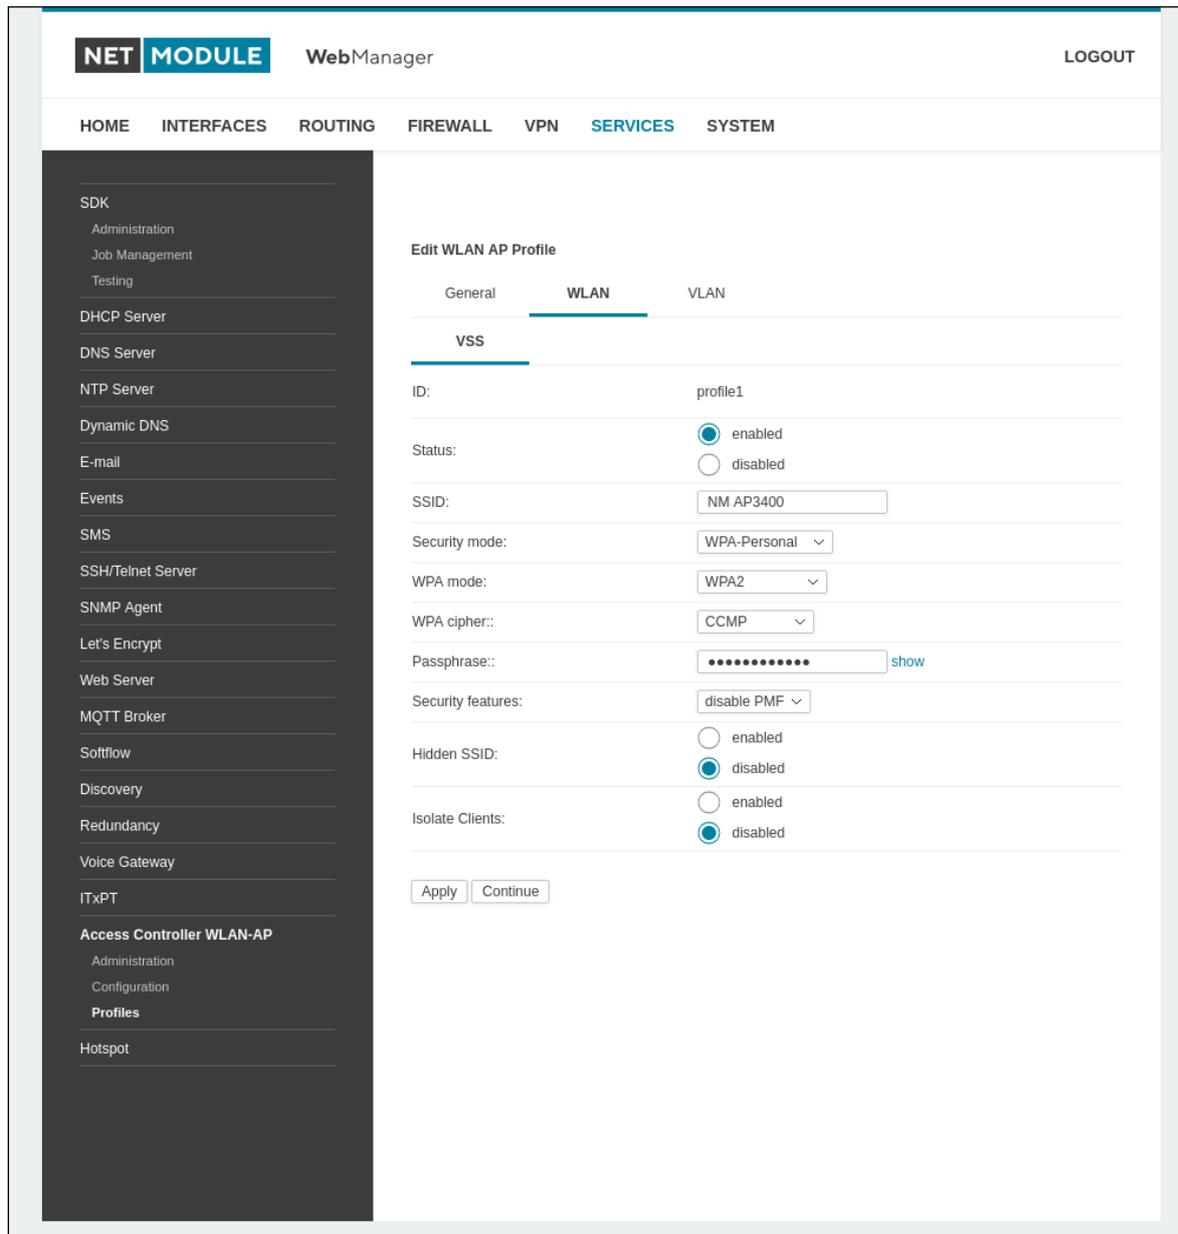 NET MODULE WebManager LOGOUT
HOME INTERFACES ROUTING FIREWALL VPN SERVICES SYSTEM
SDK
Administration
Job Management
Testing
DHCP Server
DNS Server
NTP Server
Dynamic DNS
E-mail
Events
SMS
SSH/Telnet Server
SNMP Agent
Let's Encrypt
Web Server
MQTT Broker
Softflow
Discovery
Redundancy
Voice Gateway
ITxPT
Access Controller WLAN-AP
Administration
Configuration
Profiles
Hotspot
Edit WLAN AP Profile
General WLAN VLAN
VSS
ID: profile1
Status: enabled
disabled
SSID: NM AP3400
Security mode: WPA-Personal
WPA mode: WPA2
WPA cipher:: CCMP
Passphrase:: •••••••••••• show
Security features: disable PMF
Hidden SSID: enabled
disabled
Isolate Clients: enabled
disabled
Apply Continue